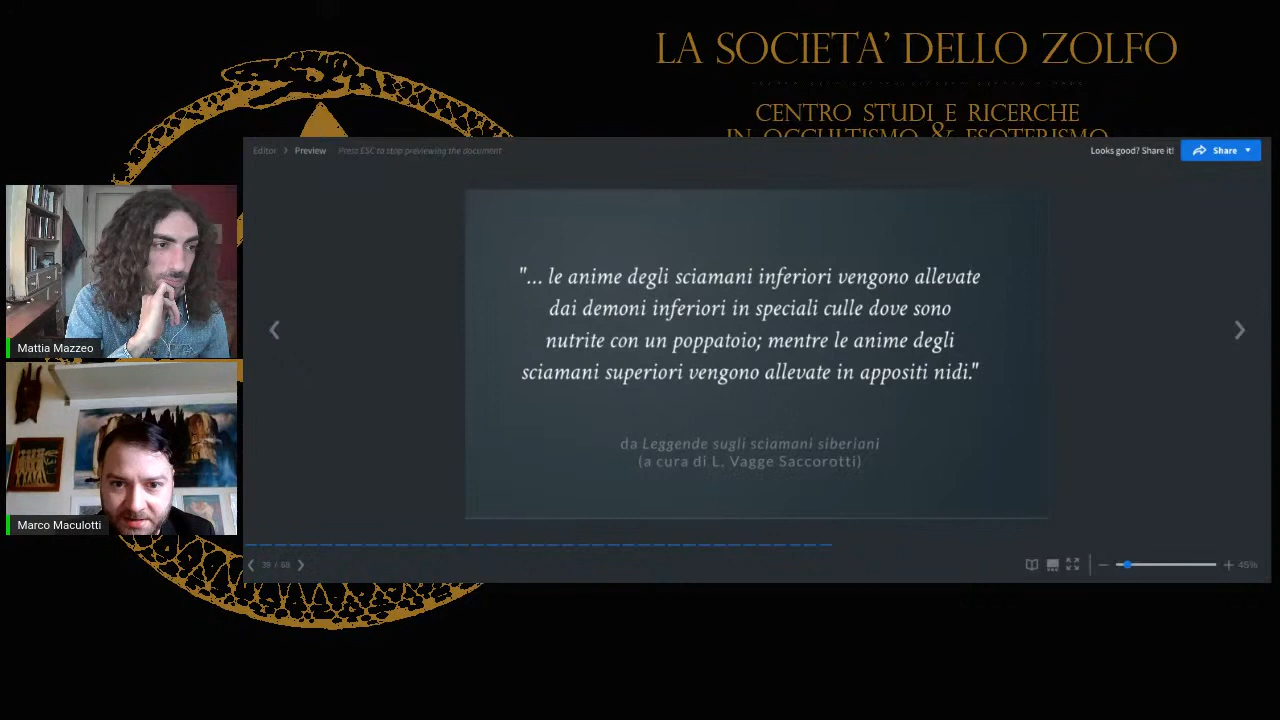 LA SOCIETA' DELLO ZOLFO
CENTRO STUDI E RICERCHE
IN OCCULTISMO & ESOTERISMO
Editor > Preview Press ESC to stop previewing the document
Looks good? Share it! Share
"... le anime degli sciamani inferiori vengono allevate
dai demoni inferiori in speciali culle dove sono
nutrite con un poppatoio; mentre le anime degli
sciamani superiori vengono allevate in appositi nidi."
da Leggende sugli sciamani siberiani
(a cura di L. Vagge Saccorotti)
Mattia Mazzeo
Marco Maculotti
39 / 58
45%